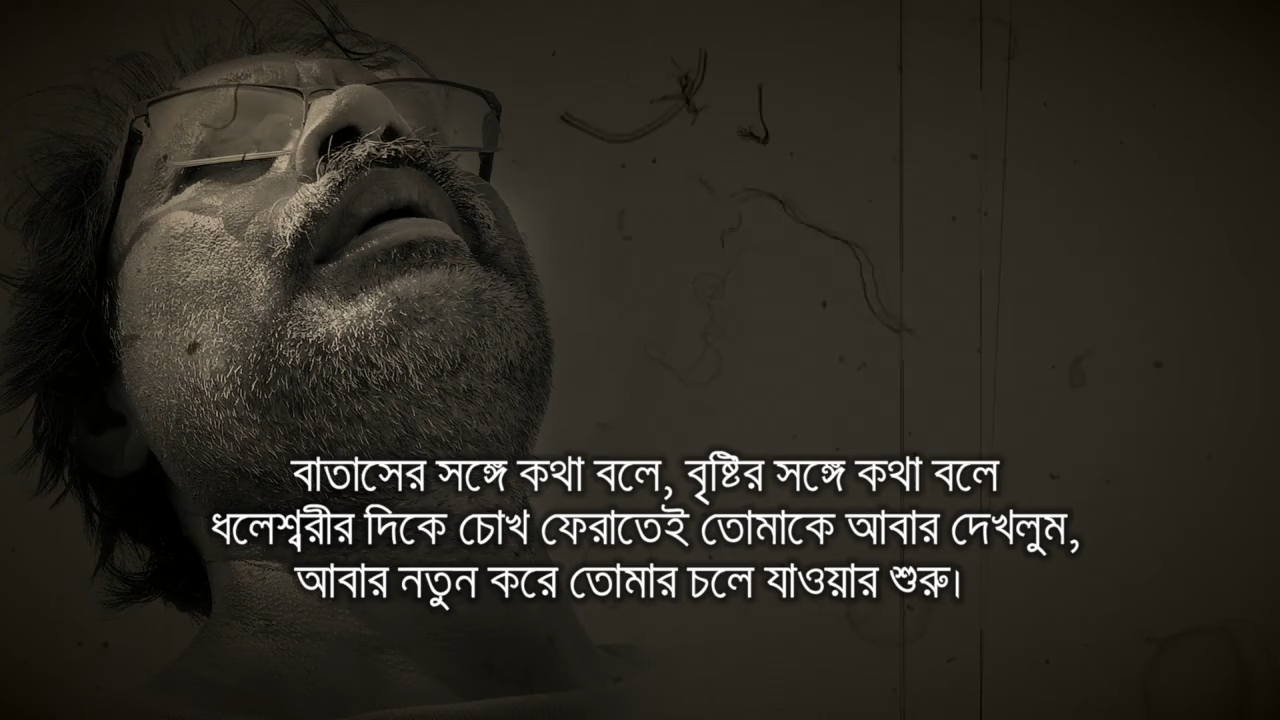 বাতাসের সঙ্গে কথা বলে, বৃষ্টির সঙ্গে কথা বলে
ধলেশ্বরীর দিকে চোখ ফেরাতেই তোমাকে আবার দেখলুম,
আবার নতুন করে তোমার চলে যাওয়ার শুরু।